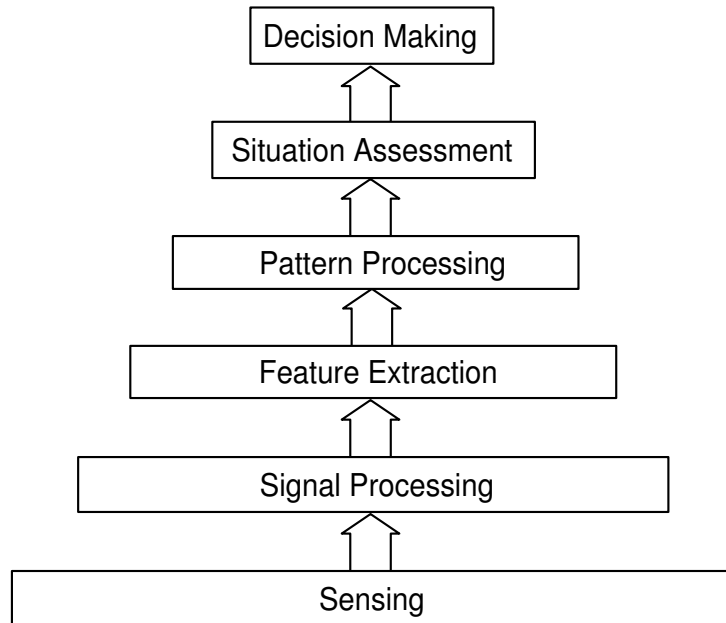 Decision Making
Situation Assessment
Pattern Processing
Feature Extraction
Signal Processing
Sensing